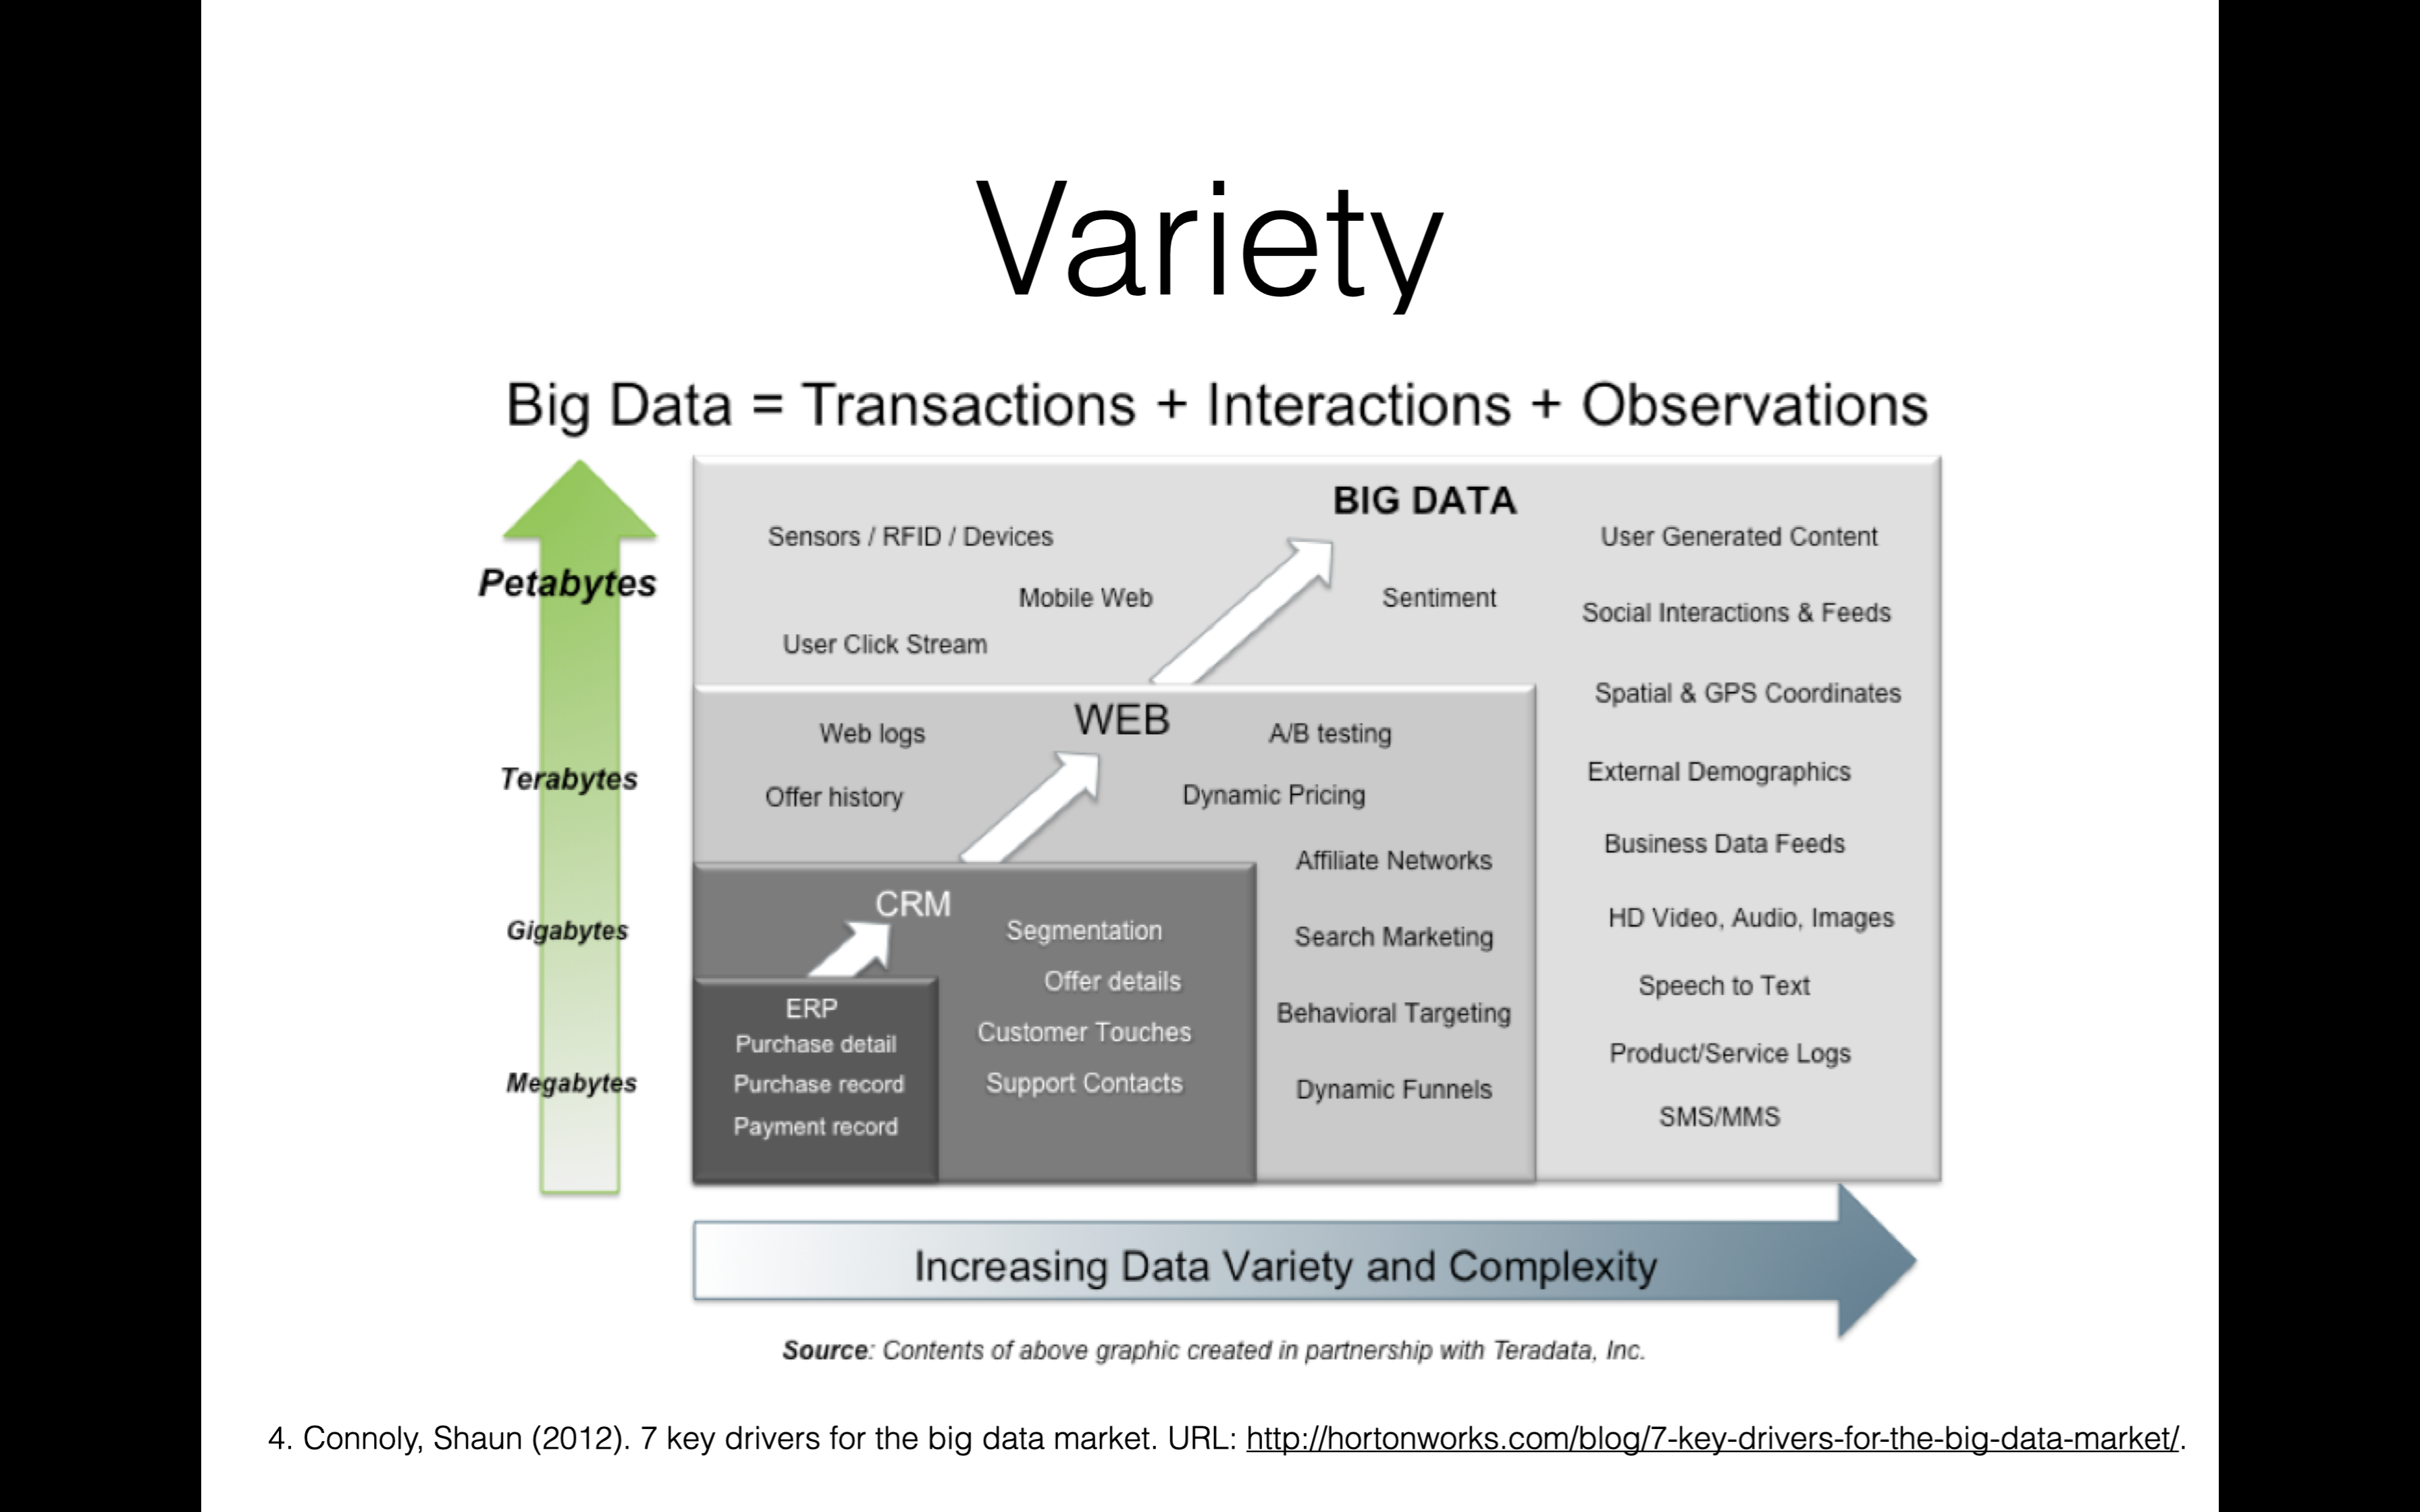 Variety
Big Data = Transactions + Interactions + Observations
Petabytes
Terabytes
Gigabytes
Megabytes
BIG DATA
Sensors / RFID / Devices
Mobile Web
User Click Stream
Sentiment
User Generated Content
Social Interactions & Feeds
Spatial & GPS Coordinates
External Demographics
Business Data Feeds
HD Video, Audio, Images
Speech to Text
Product/Service Logs
SMS/MMS
WEB
Web logs
Offer history
A/B testing
Dynamic Pricing
Affiliate Networks
Search Marketing
Behavioral Targeting
Dynamic Funnels
CRM
Segmentation
Offer details
Customer Touches
Support Contacts
ERP
Purchase detail
Purchase record
Payment record
Increasing Data Variety and Complexity
Source: Contents of above graphic created in partnership with Teradata, Inc.
4. Connoly, Shaun (2012). 7 key drivers for the big data market. URL: http://hortonworks.com/blog/7-key-drivers-for-the-big-data-market/.